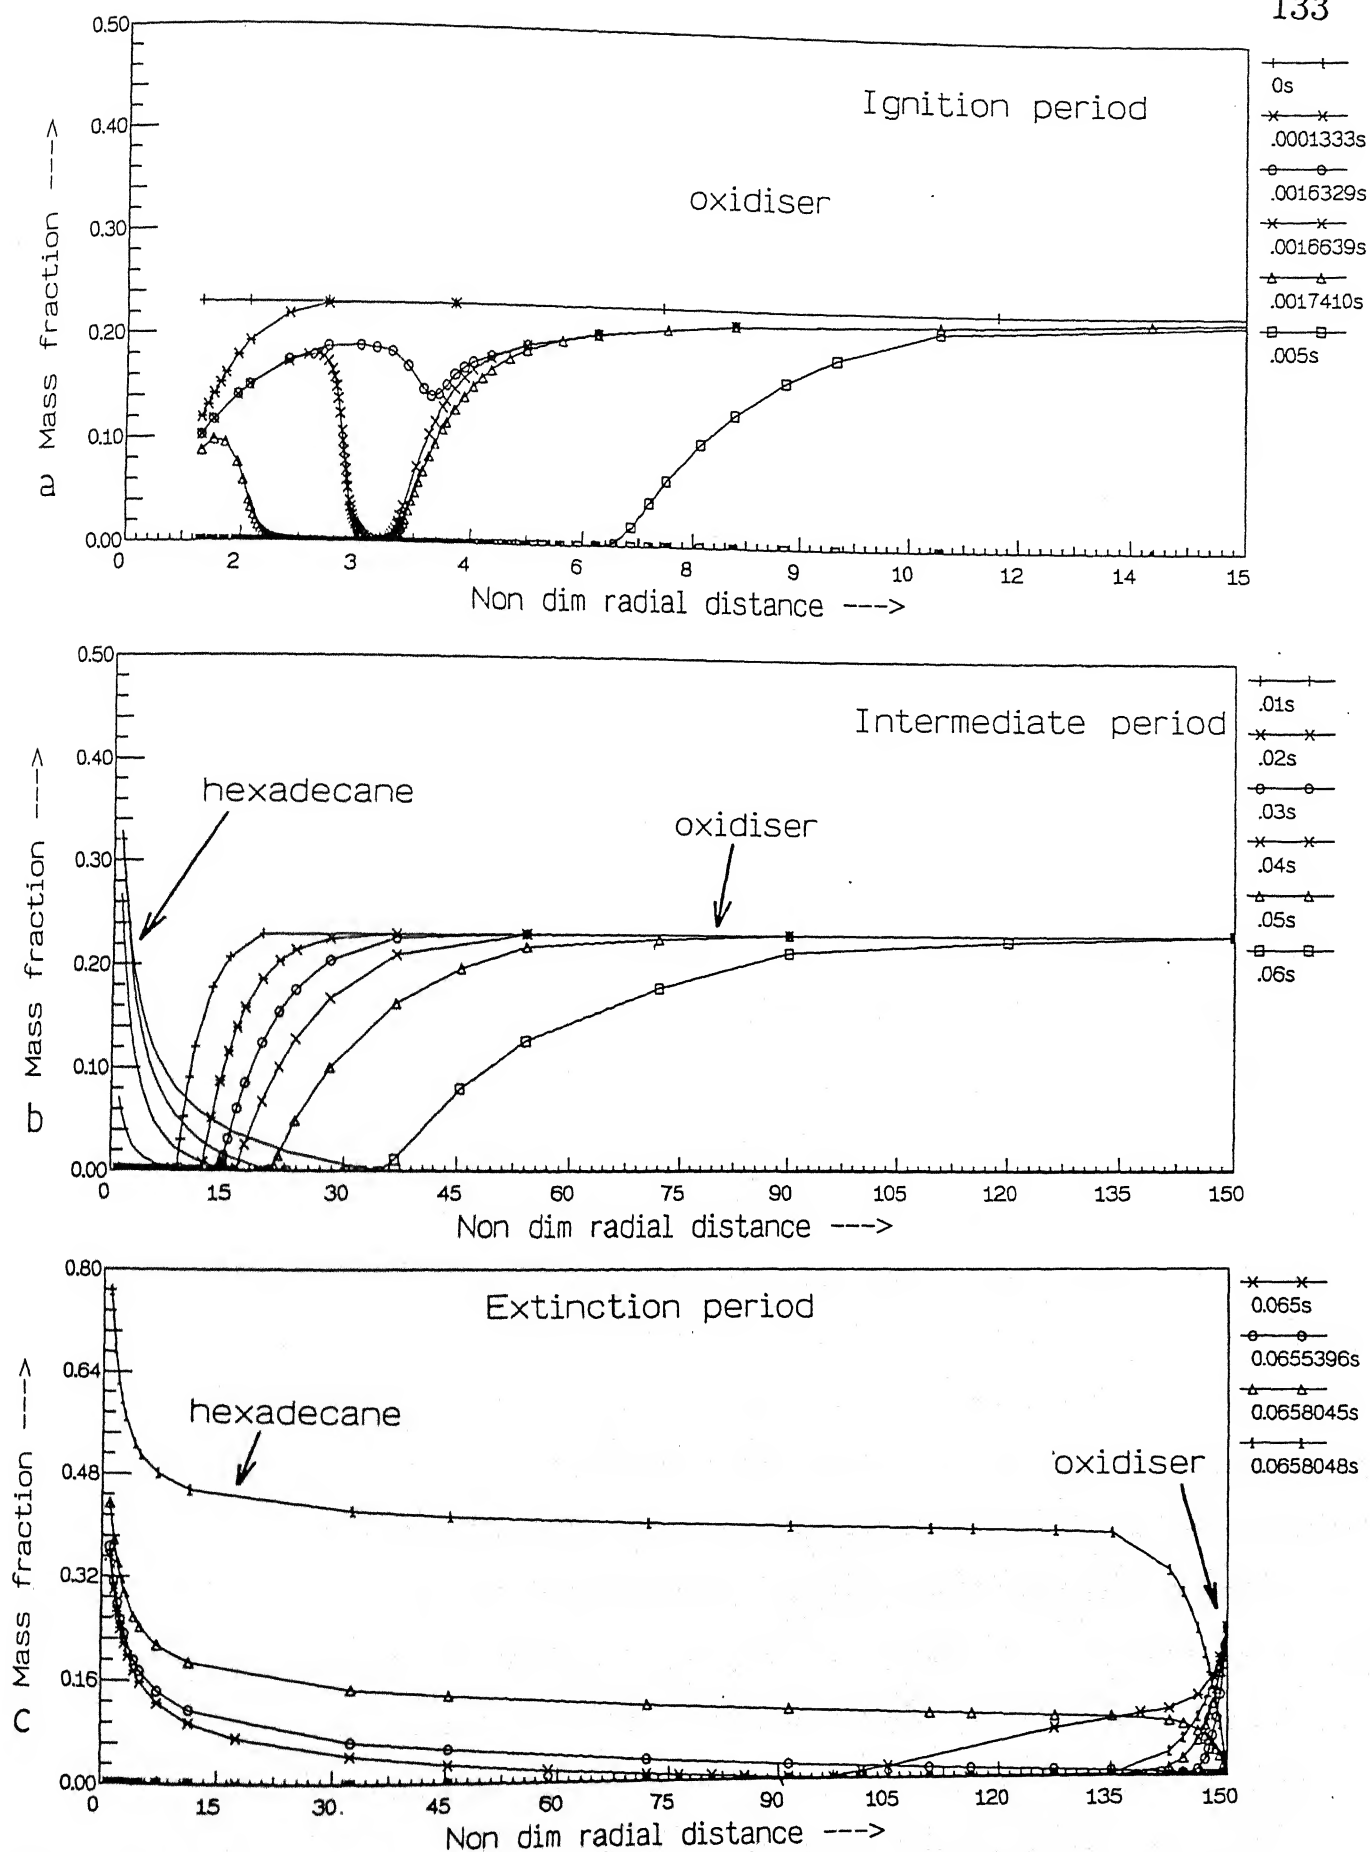 133
0.50
0.40
0.30
0.20
0.10
0.00
a Mass fraction --->
Ignition period
oxidiser
0 2 3 4 6 8 9 10 12 14 15
Non dim radial distance --->
0s
.0001333s
.0016329s
.0016639s
.0017410s
.005s
0.50
0.40
0.30
0.20
0.10
0.00
b Mass fraction --->
Intermediate period
hexadecane
oxidiser
0 15 30 45 60 75 90 105 120 135 150
Non dim radial distance --->
.01s
.02s
.03s
.04s
.05s
.06s
0.80
0.64
0.48
0.32
0.16
0.00
c Mass fraction --->
Extinction period
hexadecane
oxidiser
0 15 30. 45 60 75 90 105 135 150
Non dim radial distance --->
0.065s
0.0655396s
0.0658045s
0.0658048s